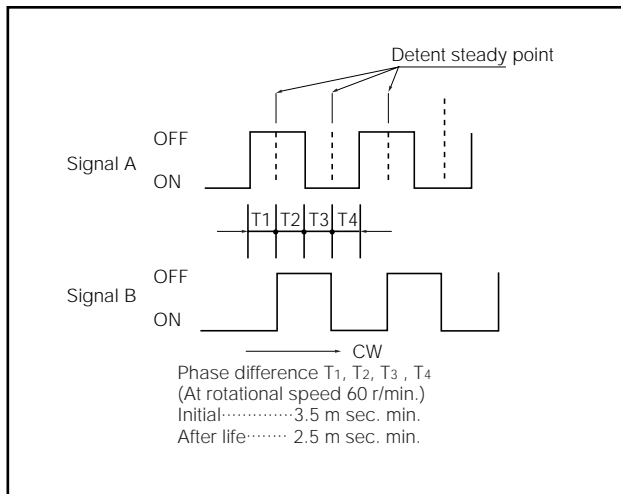 Detent steady point
OFF
Signal A
ON
T1 T2 T3 T4
OFF
Signal B
ON
CW
Phase difference T1, T2, T3 , T4
(At rotational speed 60 r/min.)
Initial··············3.5 m sec. min.
After life········ 2.5 m sec. min.